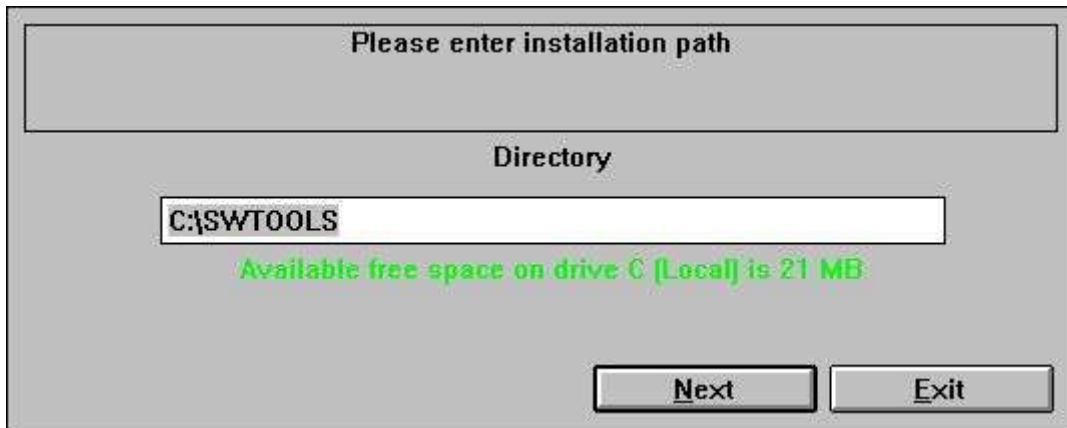 Please enter installation path
Directory
C:\SWTOOLS
Available free space on drive C (Local) is 21 MB
Next Exit